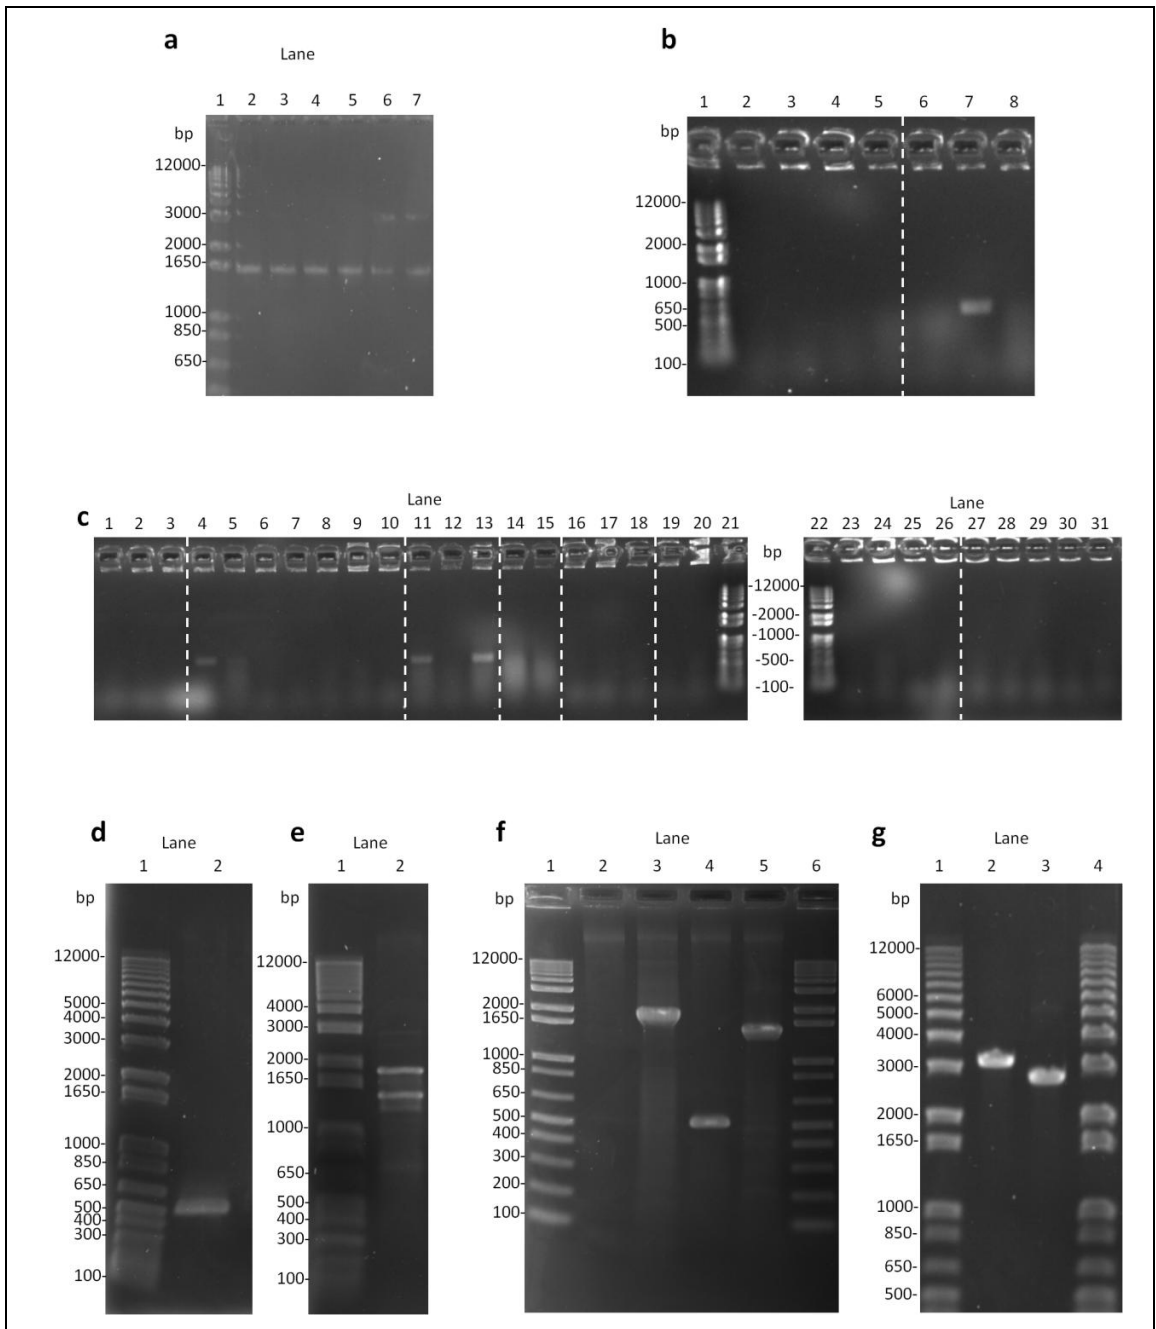 a
Lane
1 2 3 4 5 6 7
bp
12000-
3000-
2000-
1650-
1000-
850-
650-
b
1 2 3 4 5 6 7 8
bp
12000-
2000-
1000-
650-
500-
100-
c
Lane
1 2 3 4 5 6 7 8 9 10 11 12 13 14 15 16 17 18 19 20 21
bp
-12000-
-2000-
-1000-
-500-
-100-
Lane
22 23 24 25 26 27 28 29 30 31
d
Lane
1 2
bp
12000-
5000-
4000-
3000-
2000-
1650-
1000-
850-
650-
500-
400-
300-
100-
e
Lane
1 2
bp
12000-
4000-
3000-
2000-
1650-
1000-
650-
500-
400-
300-
100-
f
Lane
1 2 3 4 5 6
bp
12000-
2000-
1650-
1000-
850-
650-
500-
400-
300-
200-
100-
g
Lane
1 2 3 4
bp
12000-
6000-
5000-
4000-
3000-
2000-
1650-
1000-
850-
650-
500-